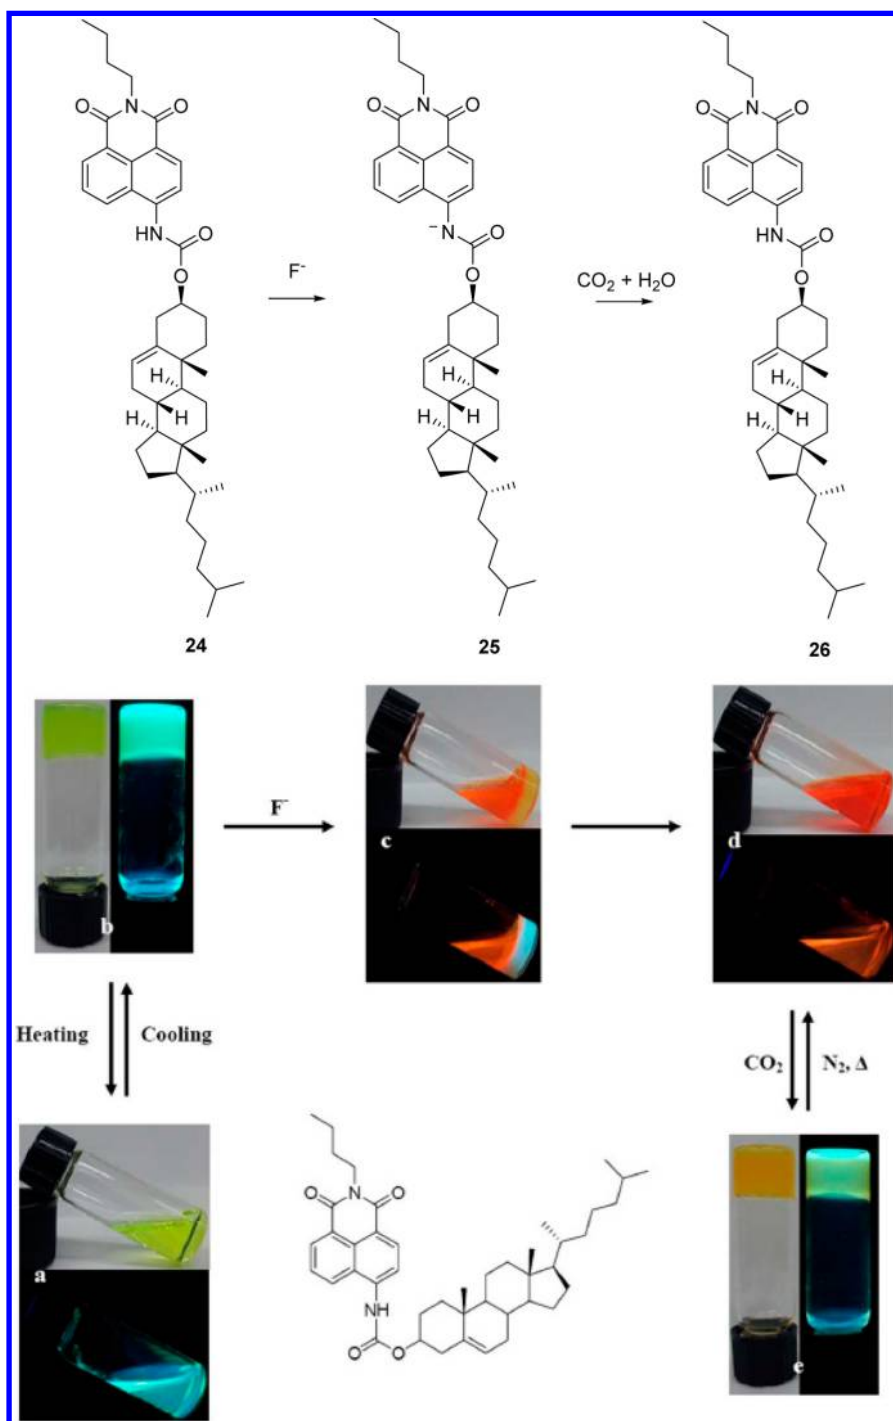 O N O O N O O N O
HN O N − O HN O
O F⁻ O CO₂ + H₂O O
H H H
H H H H H H
24 25 26
F⁻
b c d
Heating Cooling CO₂ N₂, Δ
O N O
a
NH
O O
e